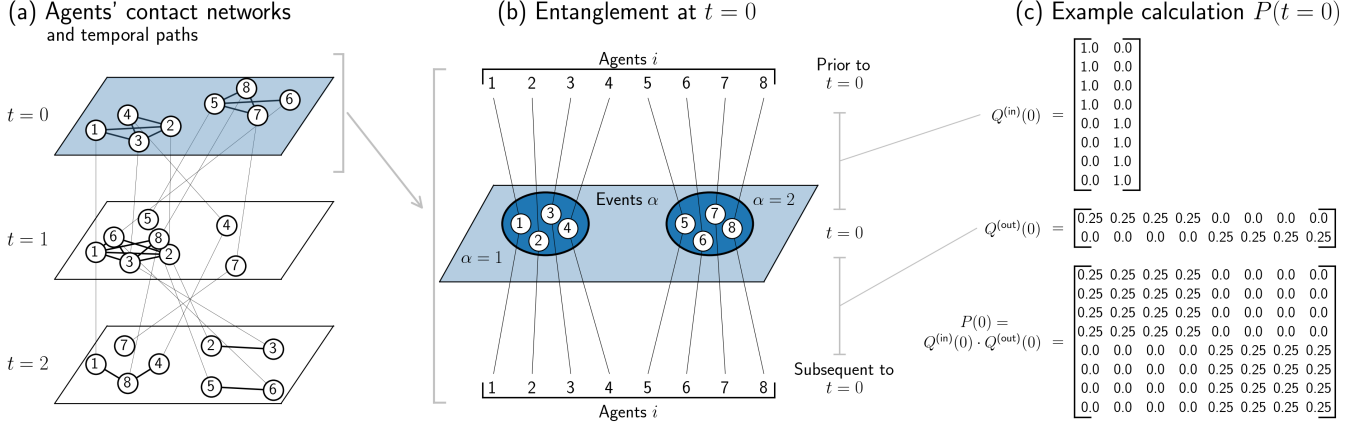 (a) Agents' contact networks
and temporal paths
t = 0
1 4 3 2 5 8 7 6
t = 1
5 4
6 8
1 3 2 7
t = 2
7 2 3
1 4
8 5 6
(b) Entanglement at t = 0
Agents i
1 2 3 4 5 6 7 8
Events α
α = 1
α = 2
1 3 2 4 5 7 6 8
1 2 3 4 5 6 7 8
Agents i
Prior to
t = 0
t = 0
Subsequent to
t = 0
(c) Example calculation P(t = 0)
Q⁽ⁱⁿ⁾(0) =
1.0 0.0
1.0 0.0
1.0 0.0
1.0 0.0
0.0 1.0
0.0 1.0
0.0 1.0
0.0 1.0
Q⁽ᵒᵘᵗ⁾(0) =
0.25 0.25 0.25 0.25 0.0 0.0 0.0 0.0
0.0 0.0 0.0 0.0 0.25 0.25 0.25 0.25
P(0) =
Q⁽ⁱⁿ⁾(0) · Q⁽ᵒᵘᵗ⁾(0) =
0.25 0.25 0.25 0.25 0.0 0.0 0.0 0.0
0.25 0.25 0.25 0.25 0.0 0.0 0.0 0.0
0.25 0.25 0.25 0.25 0.0 0.0 0.0 0.0
0.25 0.25 0.25 0.25 0.0 0.0 0.0 0.0
0.0 0.0 0.0 0.0 0.25 0.25 0.25 0.25
0.0 0.0 0.0 0.0 0.25 0.25 0.25 0.25
0.0 0.0 0.0 0.0 0.25 0.25 0.25 0.25
0.0 0.0 0.0 0.0 0.25 0.25 0.25 0.25